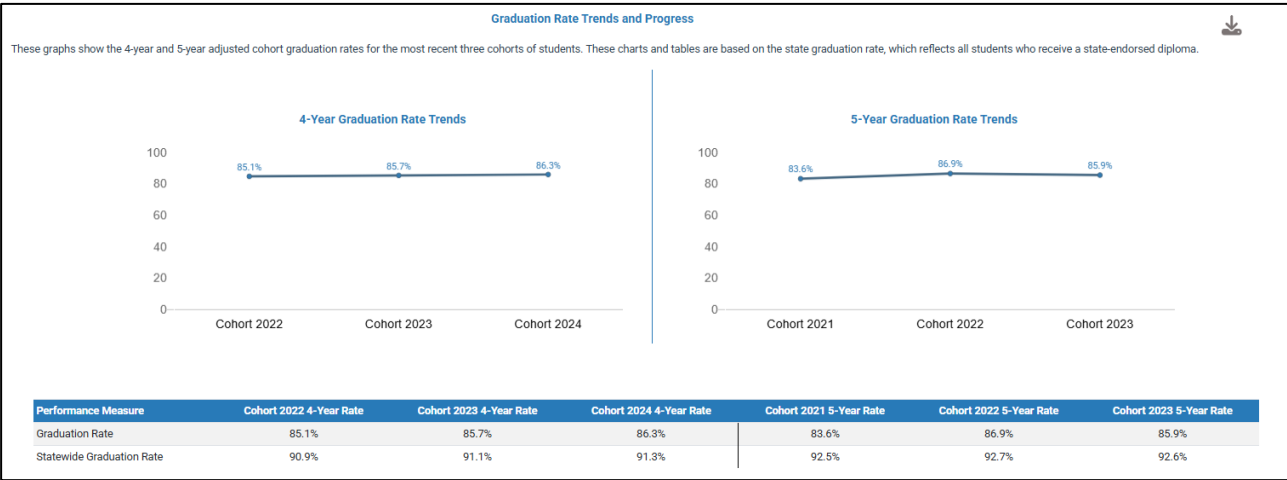 Graduation Rate Trends and Progress
These graphs show the 4-year and 5-year adjusted cohort graduation rates for the most recent three cohorts of students. These charts and tables are based on the state graduation rate, which reflects all students who receive a state-endorsed diploma.
4-Year Graduation Rate Trends
100
80
60
40
20
0
85.1% 85.7% 86.3%
Cohort 2022 Cohort 2023 Cohort 2024
5-Year Graduation Rate Trends
100
80
60
40
20
0
83.6% 86.9% 85.9%
Cohort 2021 Cohort 2022 Cohort 2023
Performance Measure Cohort 2022 4-Year Rate Cohort 2023 4-Year Rate Cohort 2024 4-Year Rate Cohort 2021 5-Year Rate Cohort 2022 5-Year Rate Cohort 2023 5-Year Rate
Graduation Rate 85.1% 85.7% 86.3% 83.6% 86.9% 85.9%
Statewide Graduation Rate 90.9% 91.1% 91.3% 92.5% 92.7% 92.6%